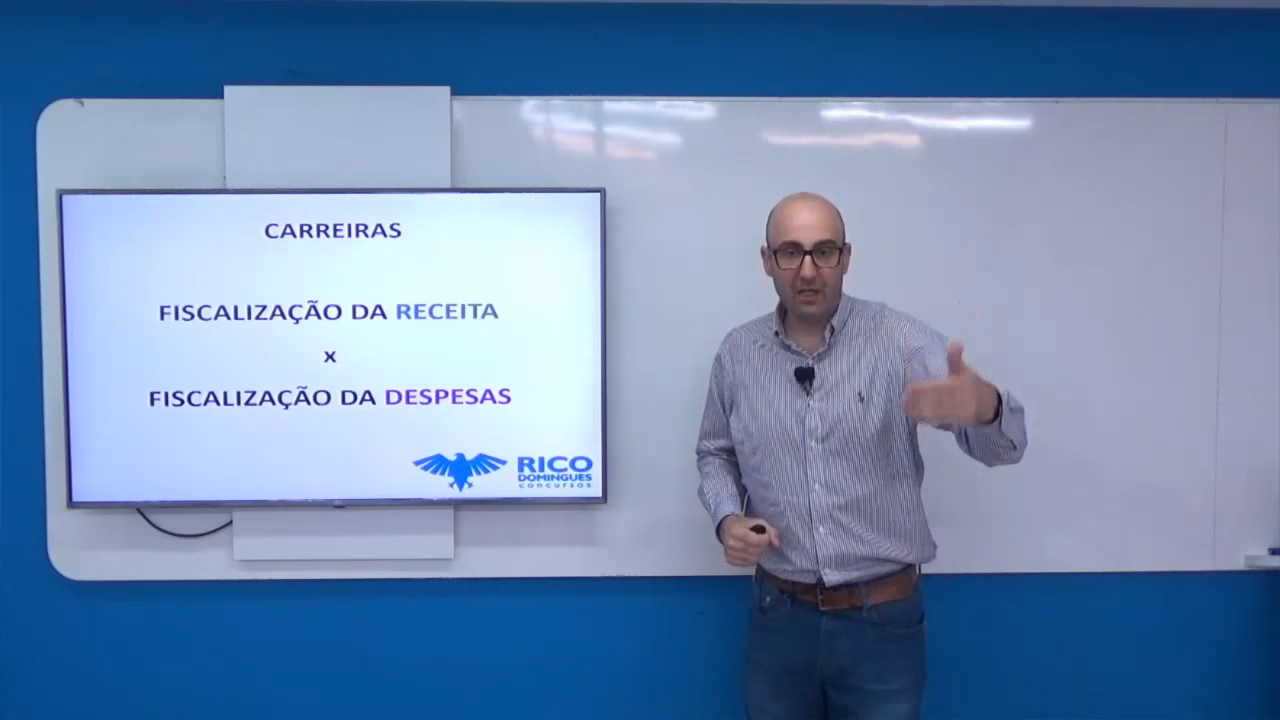 CARREIRAS
FISCALIZAÇÃO DA RECEITA
x
FISCALIZAÇÃO DA DESPESAS
RICO
DOMINGUES
concursos